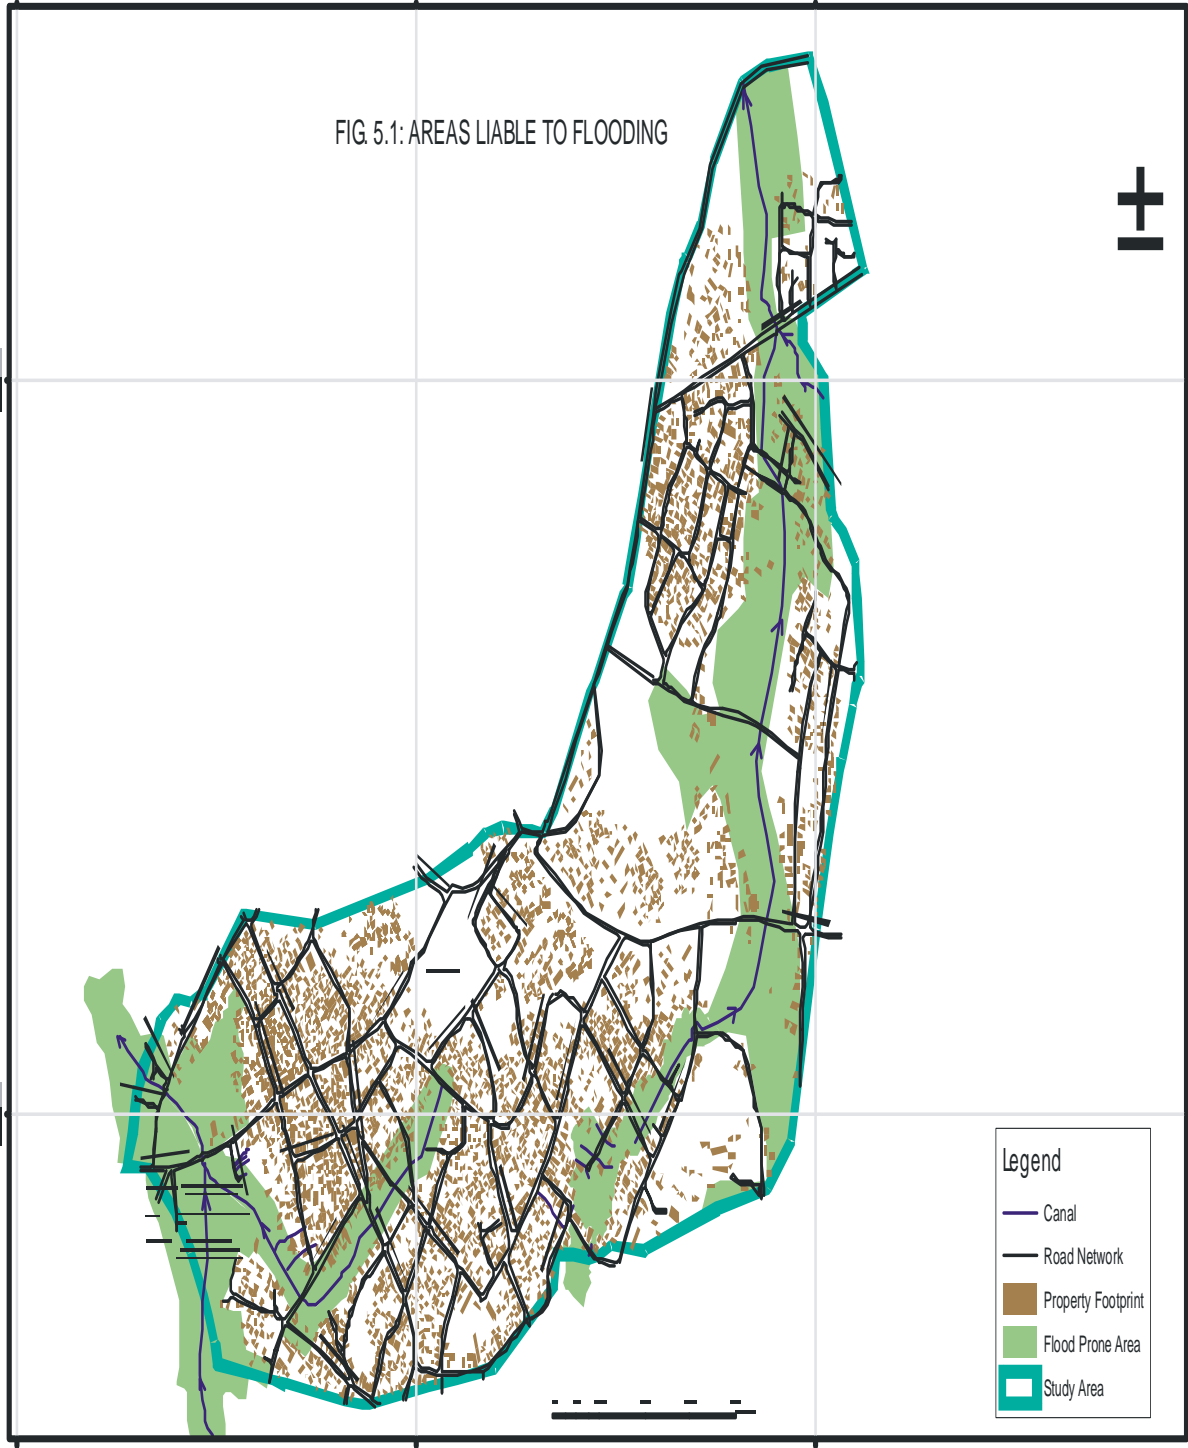 FIG. 5.1: AREAS LIABLE TO FLOODING
Legend
Canal
Road Network
Property Footprint
Flood Prone Area
Study Area